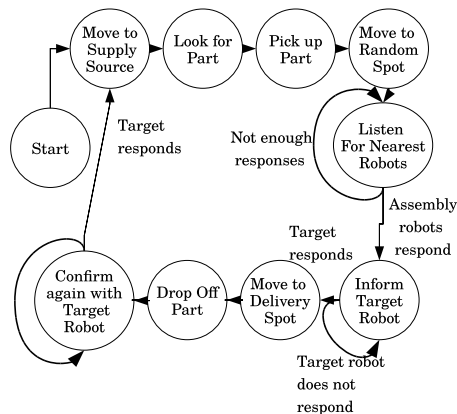 Move to
Supply
Source
Look for
Part
Pick up
Part
Move to
Random
Spot
Start
Target
responds
Not enough
responses
Listen
For Nearest
Robots
Assembly
robots
respond
Target
responds
Confirm
again with
Target
Robot
Drop Off
Part
Move to
Delivery
Spot
Inform
Target
Robot
Target robot
does not
respond